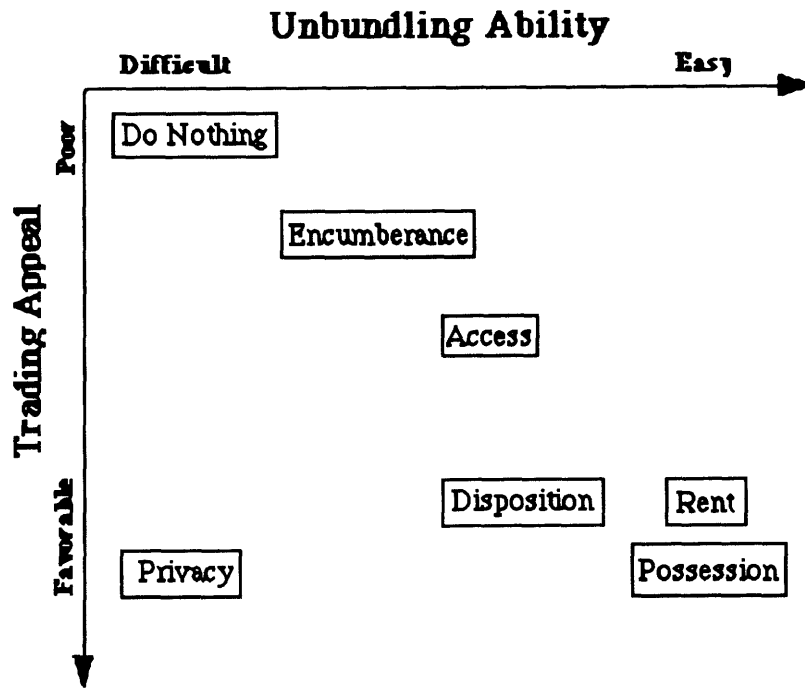 Unbundling Ability
Difficult Easy
Poor
Do Nothing
Encumberance
Trading Appeal
Access
Favorable
Disposition Rent
Privacy Possession